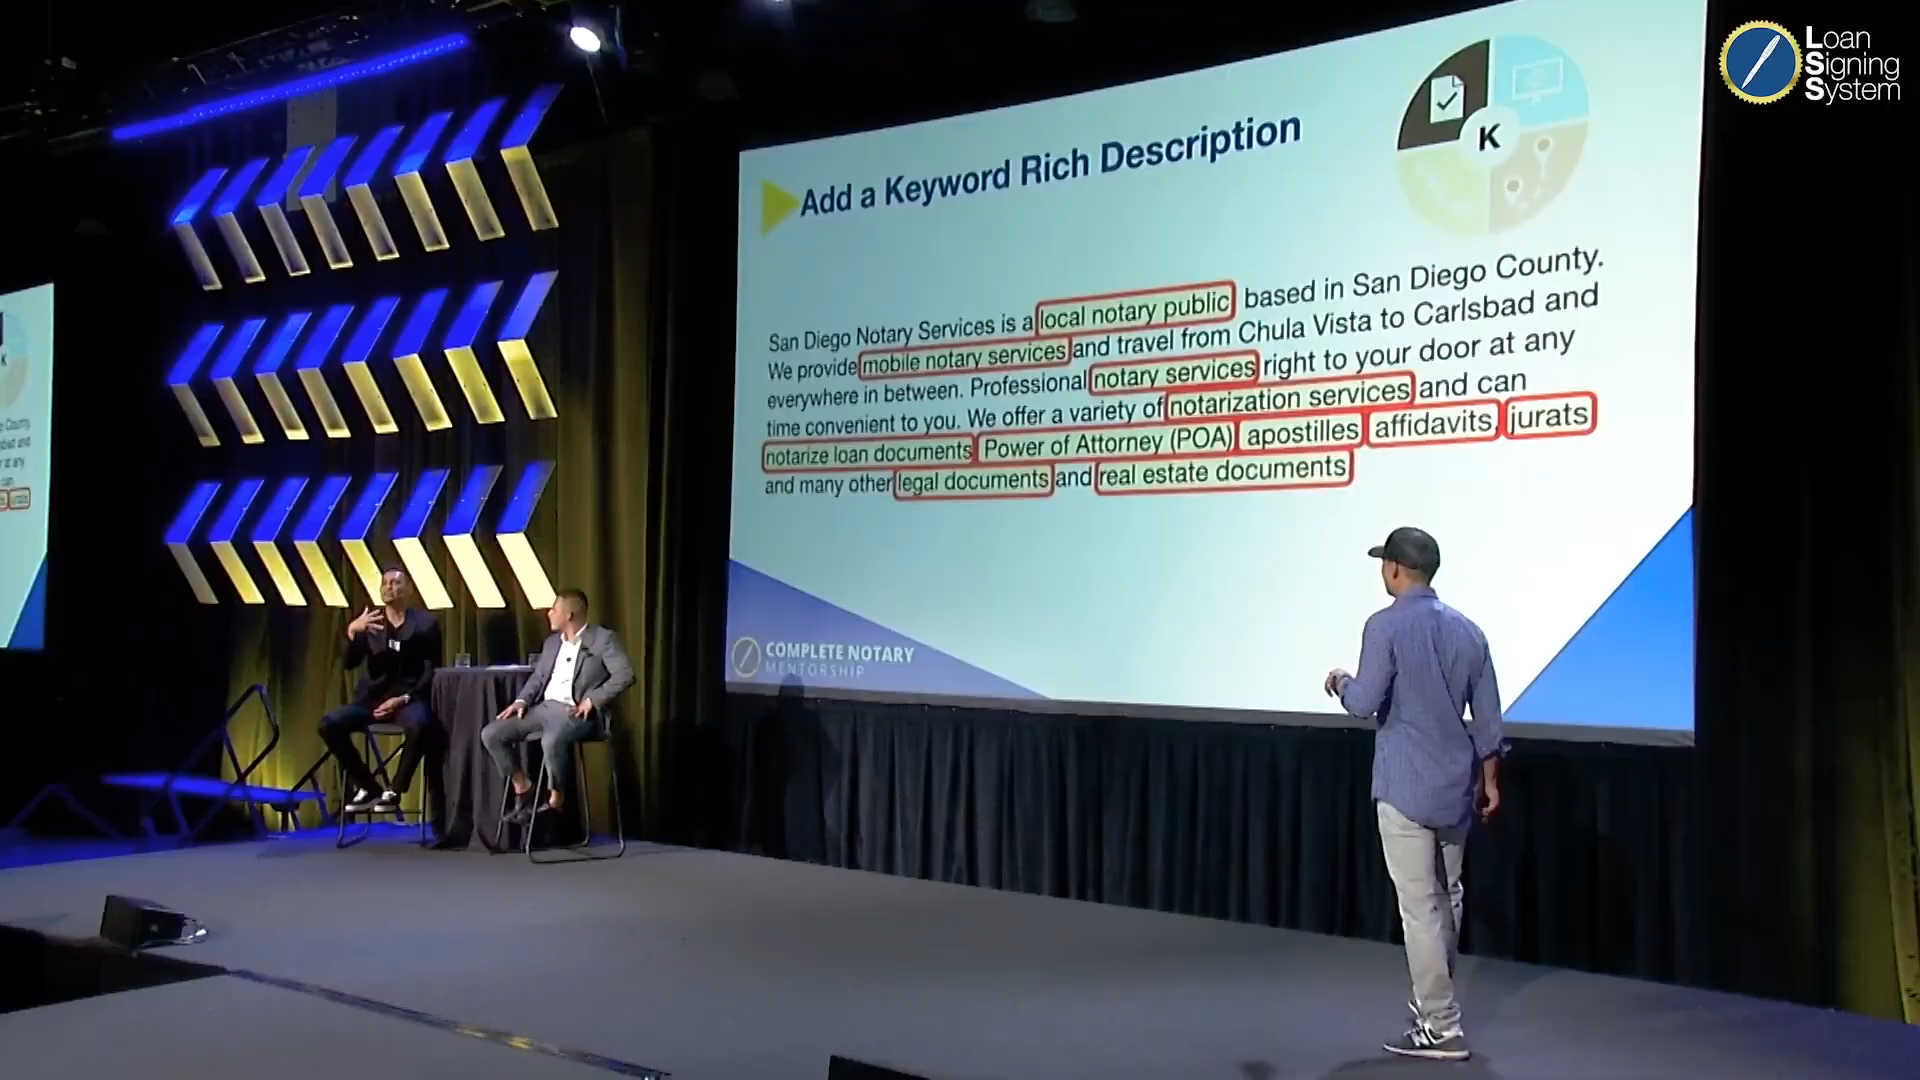 Loan
Signing
System
Add a Keyword Rich Description
K
San Diego Notary Services is a local notary public based in San Diego County.
We provide mobile notary services and travel from Chula Vista to Carlsbad and
everywhere in between. Professional notary services right to your door at any
time convenient to you. We offer a variety of notarization services and can
notarize loan documents Power of Attorney (POA) apostilles affidavits, jurats
and many other legal documents and real estate documents
COMPLETE NOTARY
MENTORSHIP
K
County.
can